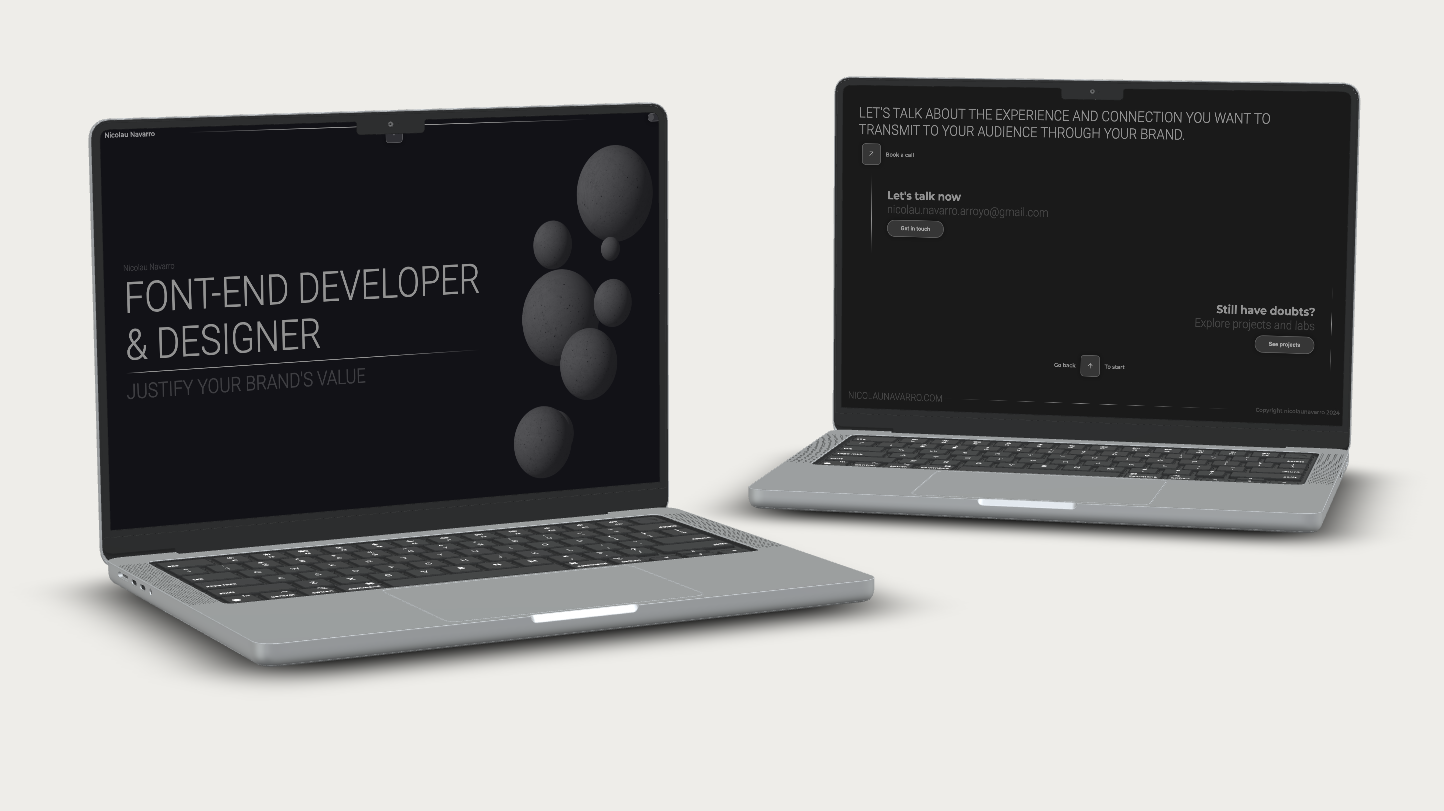 Nicolau Navarro
Nicolau Navarro
FONT-END DEVELOPER
& DESIGNER
JUSTIFY YOUR BRAND'S VALUE
LET'S TALK ABOUT THE EXPERIENCE AND CONNECTION YOU WANT TO
TRANSMIT TO YOUR AUDIENCE THROUGH YOUR BRAND.
Book a call
Let's talk now
nicolau.navarro.arroyo@gmail.com
Get in touch
Still have doubts?
Explore projects and labs
See projects
Go back To start
NICOLAUNAVARRO.COM
Copyright nicolaunavarro 2024